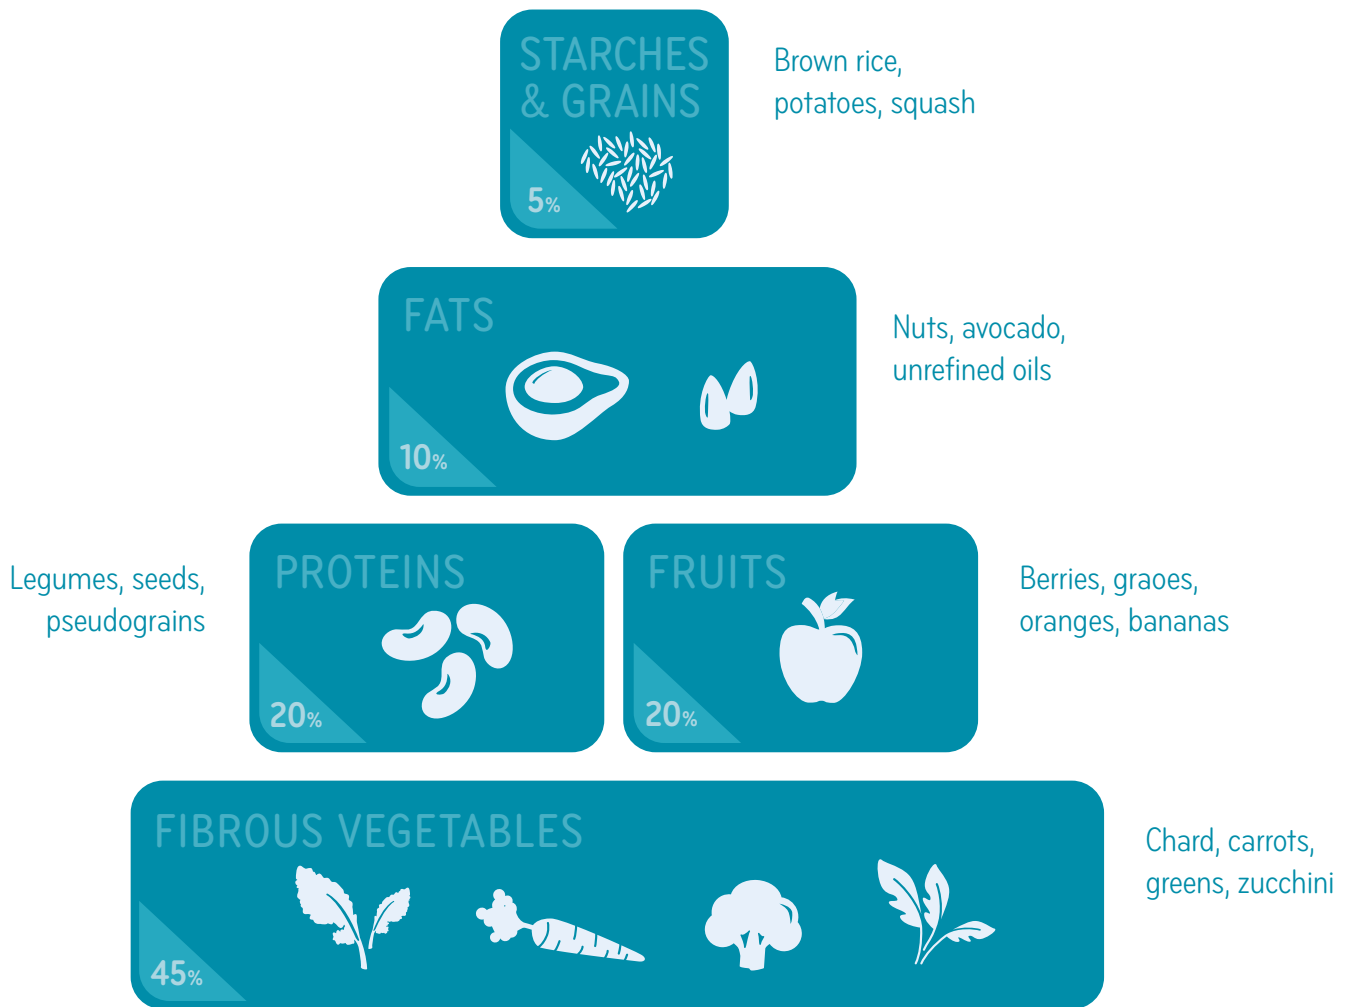 STARCHES
& GRAINS
5%
Brown rice,
potatoes, squash
FATS
10%
Nuts, avocado,
unrefined oils
Legumes, seeds,
pseudograins
PROTEINS
20%
FRUITS
20%
Berries, graoes,
oranges, bananas
FIBROUS VEGETABLES
45%
Chard, carrots,
greens, zucchini